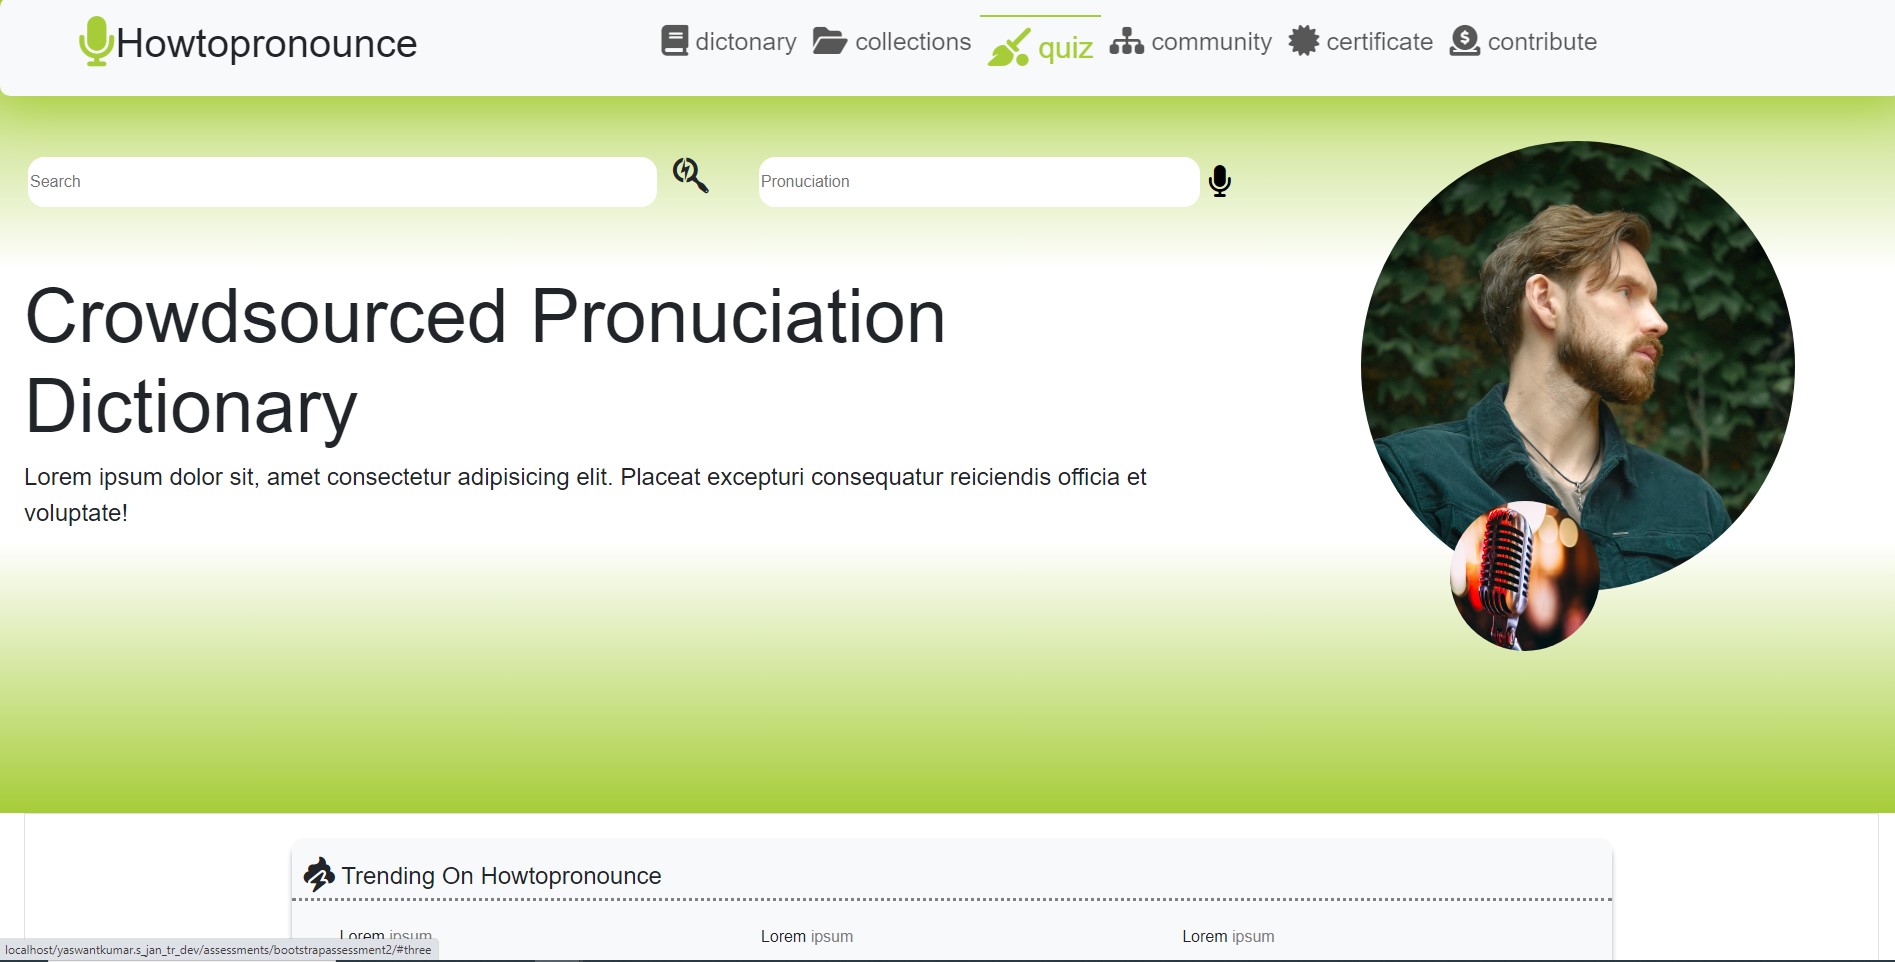 Howtopronounce
dictonary collections quiz community certificate contribute
Search
Pronuciation
Crowdsourced Pronuciation
Dictionary
Lorem ipsum dolor sit, amet consectetur adipisicing elit. Placeat excepturi consequatur reiciendis officia et
voluptate!
Trending On Howtopronounce
Lorem ipsum Lorem ipsum Lorem ipsum
localhost/yaswantkumar.s_jan_tr_dev/assessments/bootstrapassessment2/#three